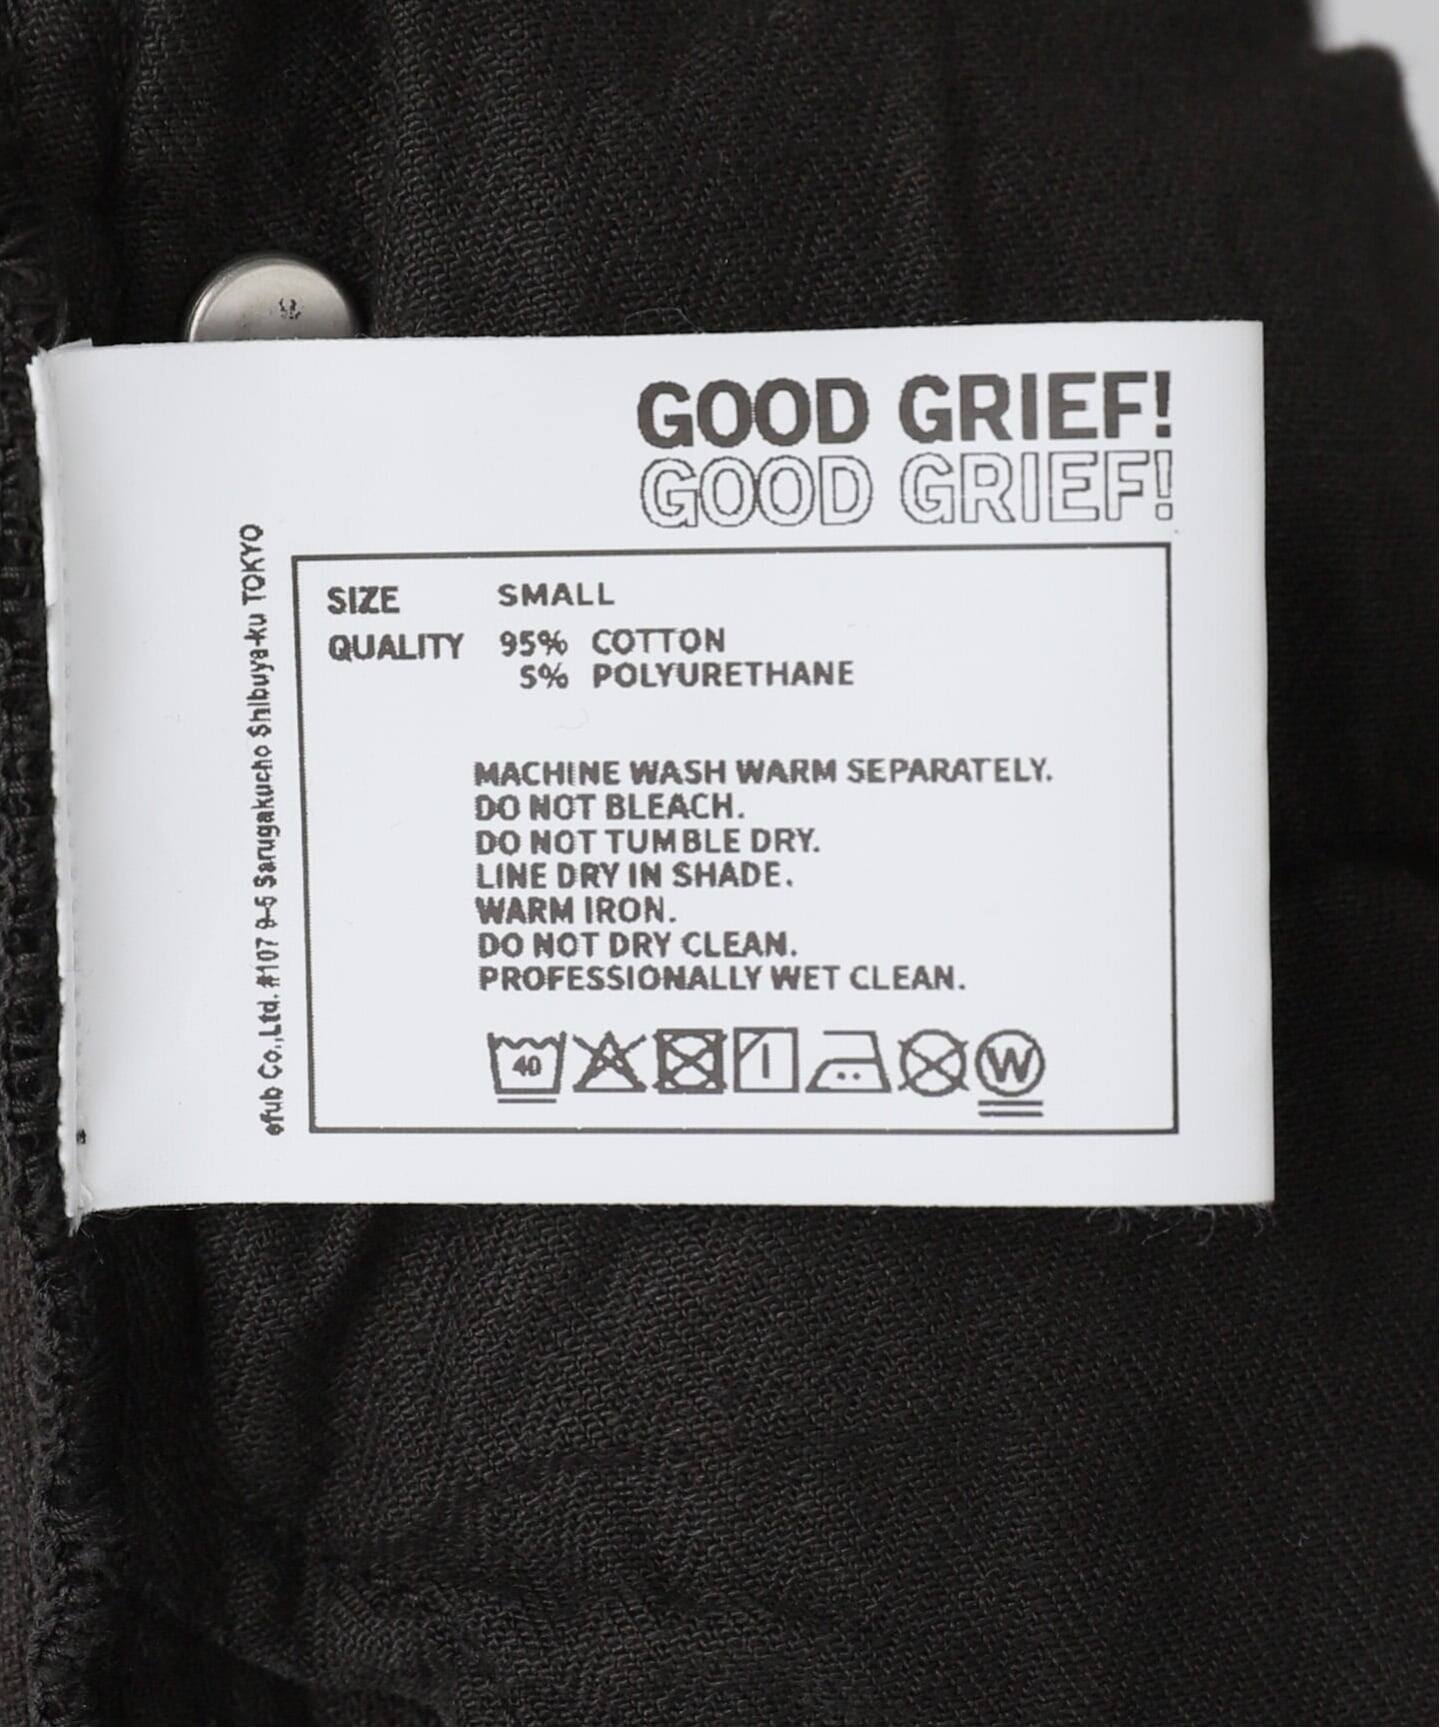 GOOD GRIEF!
GOOD GRIEF!
SIZE SMALL
QUALITY 95% COTTON
5% POLYURETHANE
MACHINE WASH WARM SEPARATELY.
DO NOT BLEACH.
DO NOT TUMBLE DRY.
LINE DRY IN SHADE.
WARM IRON.
DO NOT DRY CLEAN.
PROFESSIONALLY WET CLEAN.
40
W
efub Co.,Ltd. #107 9-5 Sarugakucho Shibuya-ku TOKYO